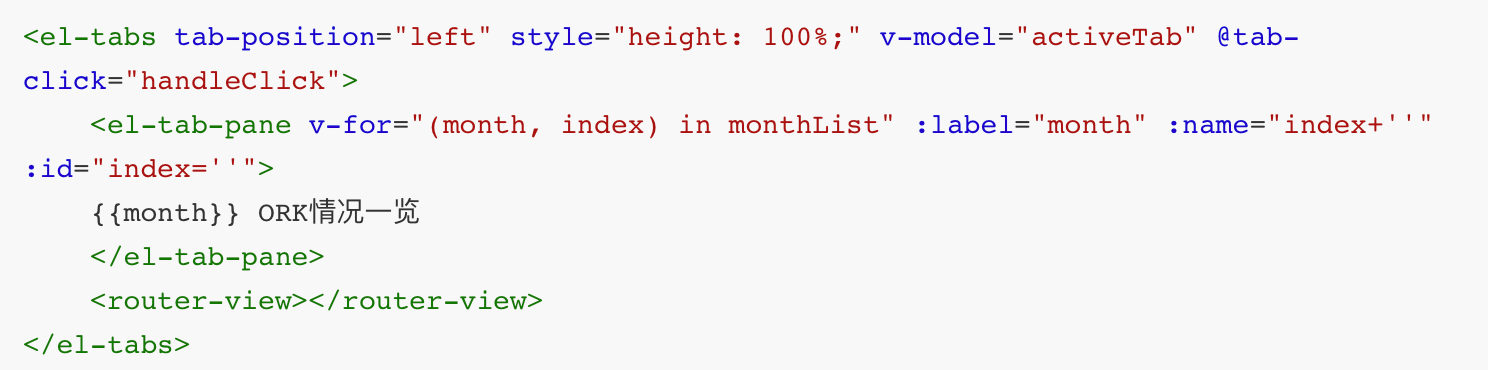 <el-tabs tab-position="left" style="height: 100%;" v-model="activeTab" @tab-
click="handleClick">
    <el-tab-pane v-for="(month, index) in monthList" :label="month" :name="index+''"
:id="index=''">
    {{month}} ORK情况一览
    </el-tab-pane>
    <router-view></router-view>
</el-tabs>